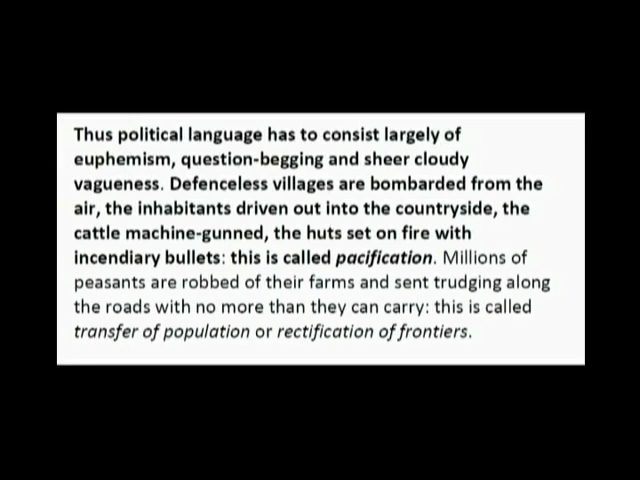 Thus political language has to consist largely of
euphemism, question-begging and sheer cloudy
vagueness. Defenceless villages are bombarded from the
air, the inhabitants driven out into the countryside, the
cattle machine-gunned, the huts set on fire with
incendiary bullets: this is called pacification. Millions of
peasants are robbed of their farms and sent trudging along
the roads with no more than they can carry: this is called
transfer of population or rectification of frontiers.